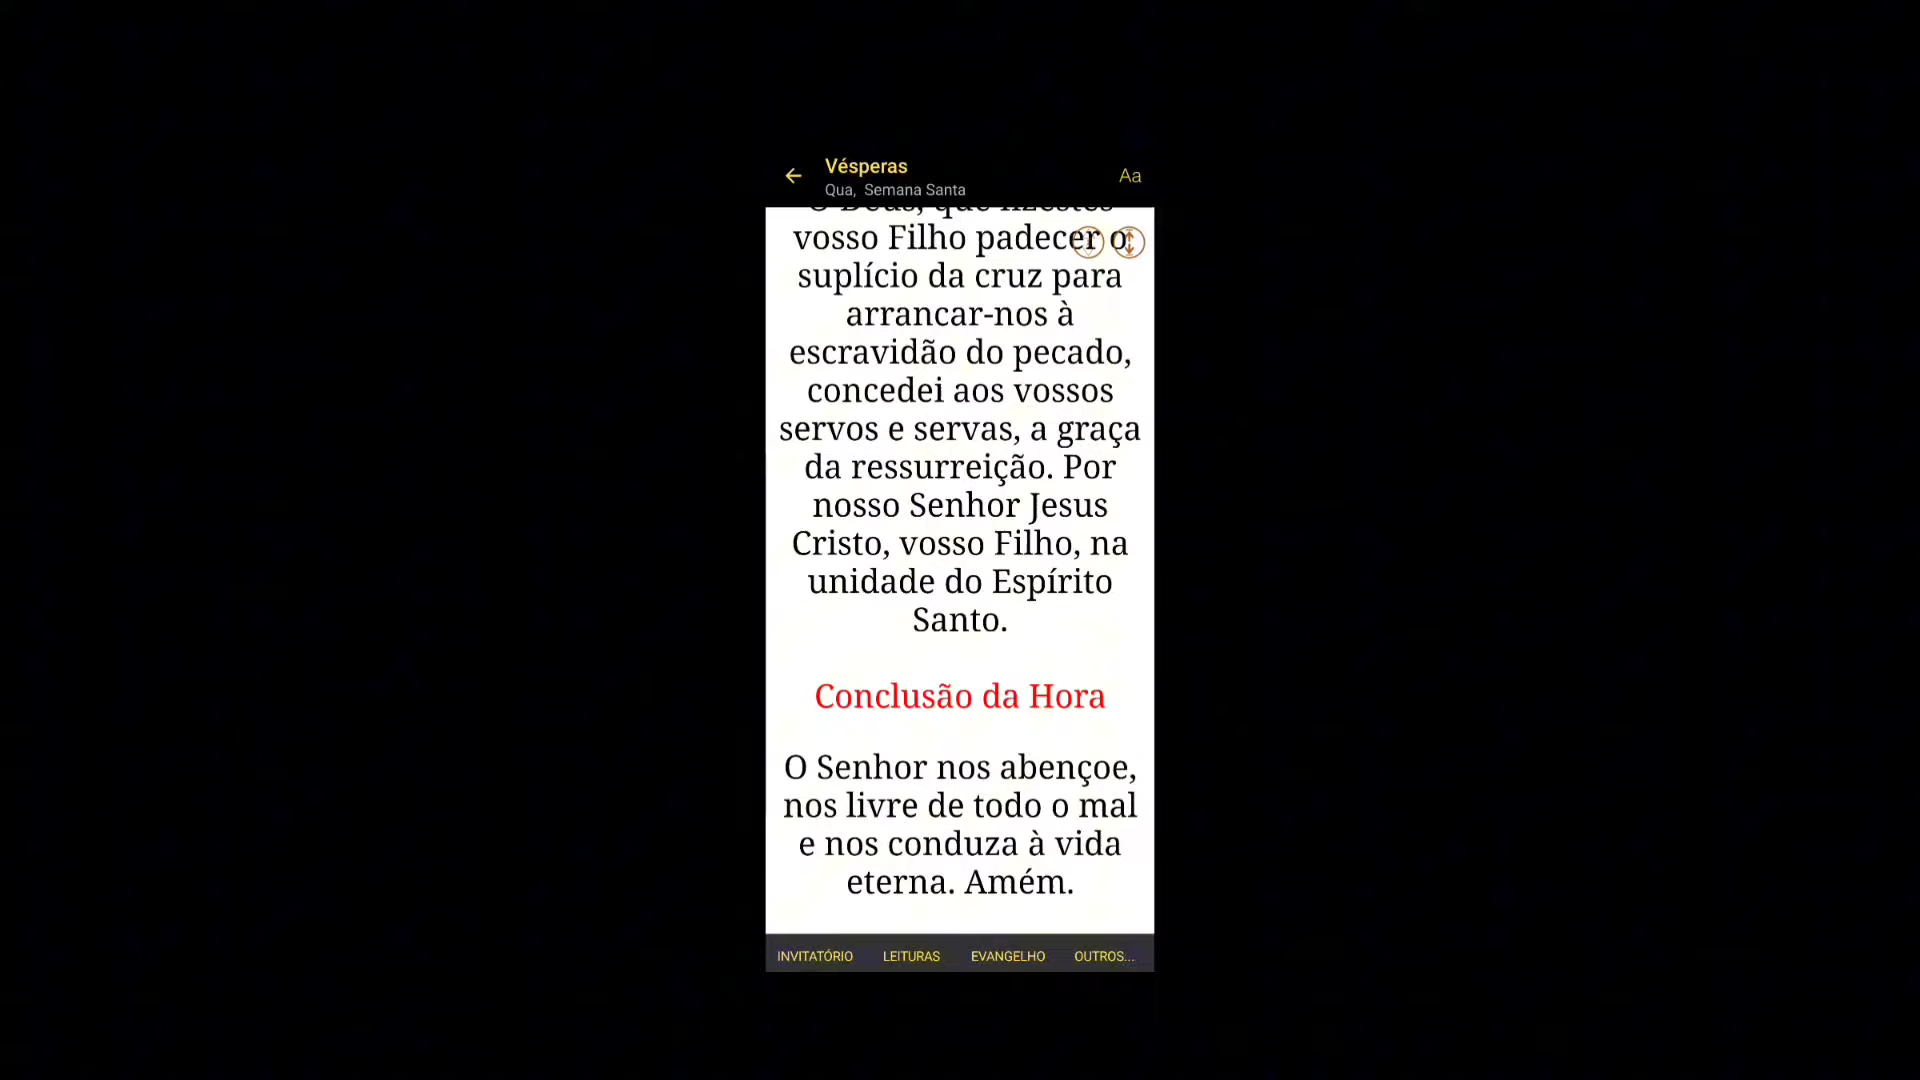 Vésperas
Qua, Semana Santa
Aa
vosso Filho padecer o
suplício da cruz para
arrancar-nos à
escravidão do pecado,
concedei aos vossos
servos e servas, a graça
da ressurreição. Por
nosso Senhor Jesus
Cristo, vosso Filho, na
unidade do Espírito
Santo.
Conclusão da Hora
O Senhor nos abençoe,
nos livre de todo o mal
e nos conduza à vida
eterna. Amém.
INVITATÓRIO LEITURAS EVANGELHO OUTROS...